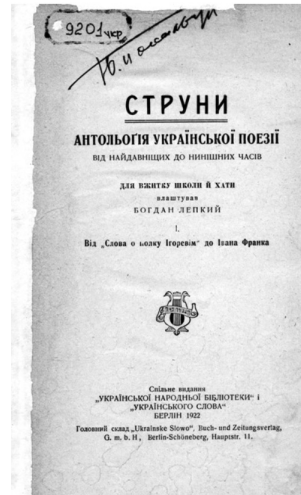 9201 укр.
СТРУНИ
АНТОЛЬОҐІЯ УКРАЇНСЬКОЇ ПОЕЗІЇ
ВІД НАЙДАВНІЩИХ ДО НИНІШНИХ ЧАСІВ
ДЛЯ ВЖИТКУ ШКОЛИ Й ХАТИ
влаштував
БОГДАН ЛЕПКИЙ
I.
Від „Слова о полку Ігоревім" до Івана Франка
Спільне видання
„УКРАЇНСЬКОЇ НАРОДНЬОЇ БІБЛІОТЕКИ" і
„УКРАЇНСЬКОГО СЛОВА"
БЕРЛІН 1922
Головний склад „Ukrainske Slowo", Buch- und Zeitungsverlag,
G. m. b. H., Berlin-Schöneberg, Hauptstr. 11.